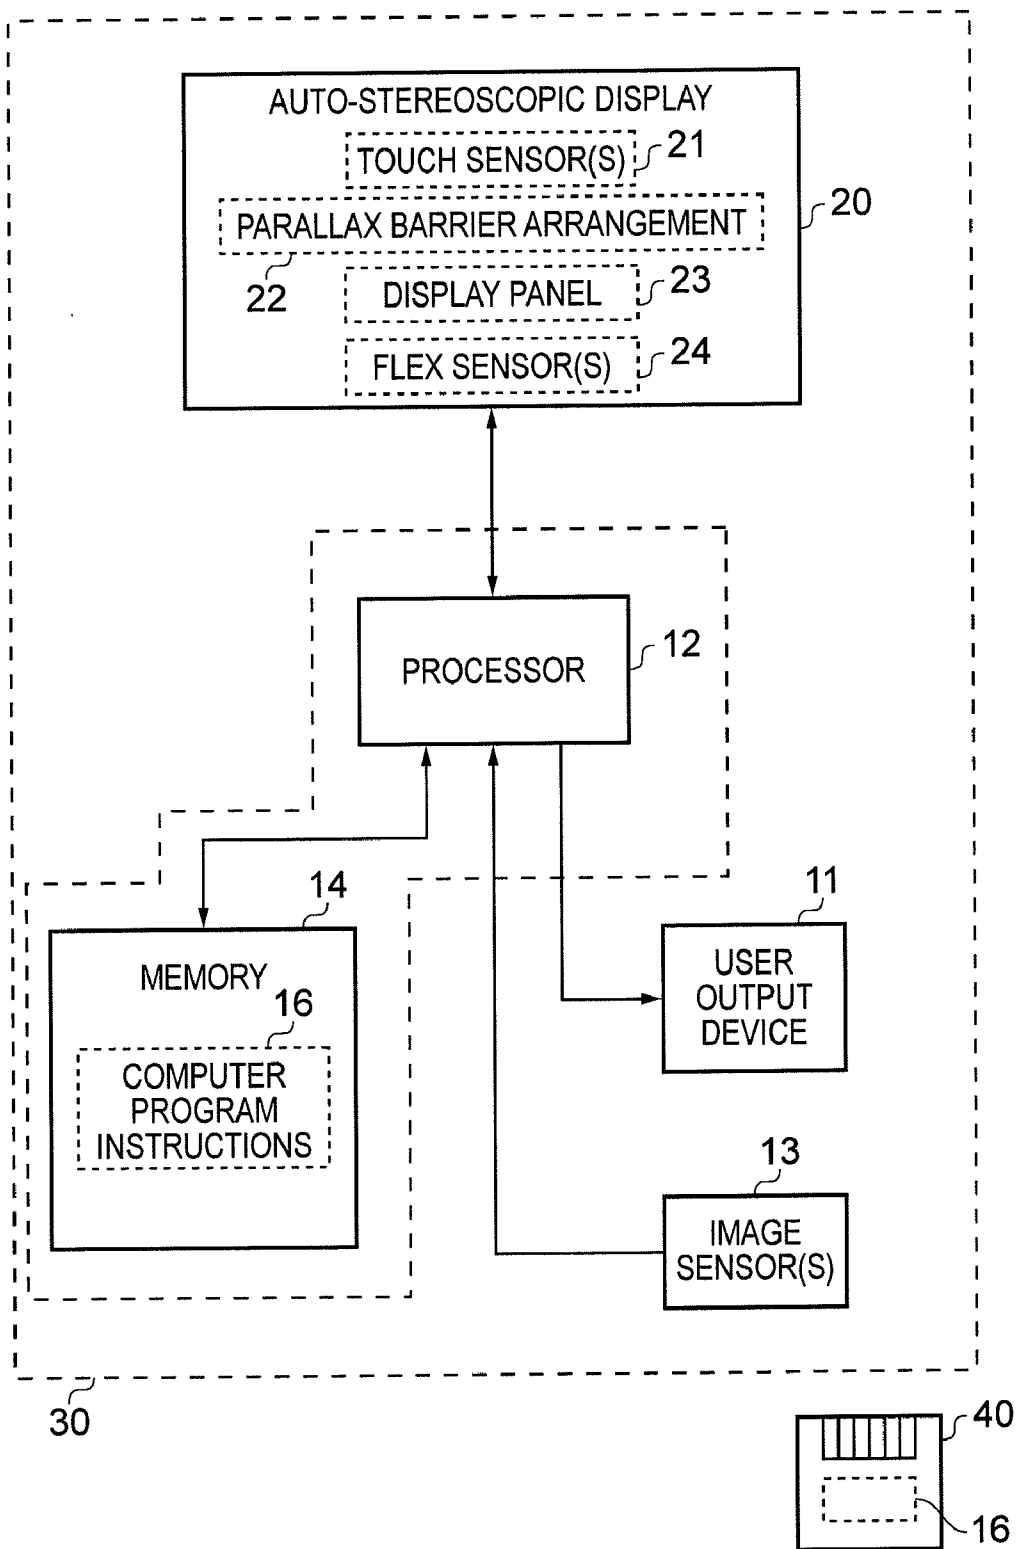 AUTO-STEREOSCOPIC DISPLAY
TOUCH SENSOR(S)
21
PARALLAX BARRIER ARRANGEMENT
20
22
DISPLAY PANEL
23
FLEX SENSOR(S)
24
PROCESSOR
12
14
MEMORY
16
COMPUTER
PROGRAM
INSTRUCTIONS
11
USER
OUTPUT
DEVICE
13
IMAGE
SENSOR(S)
30
40
16